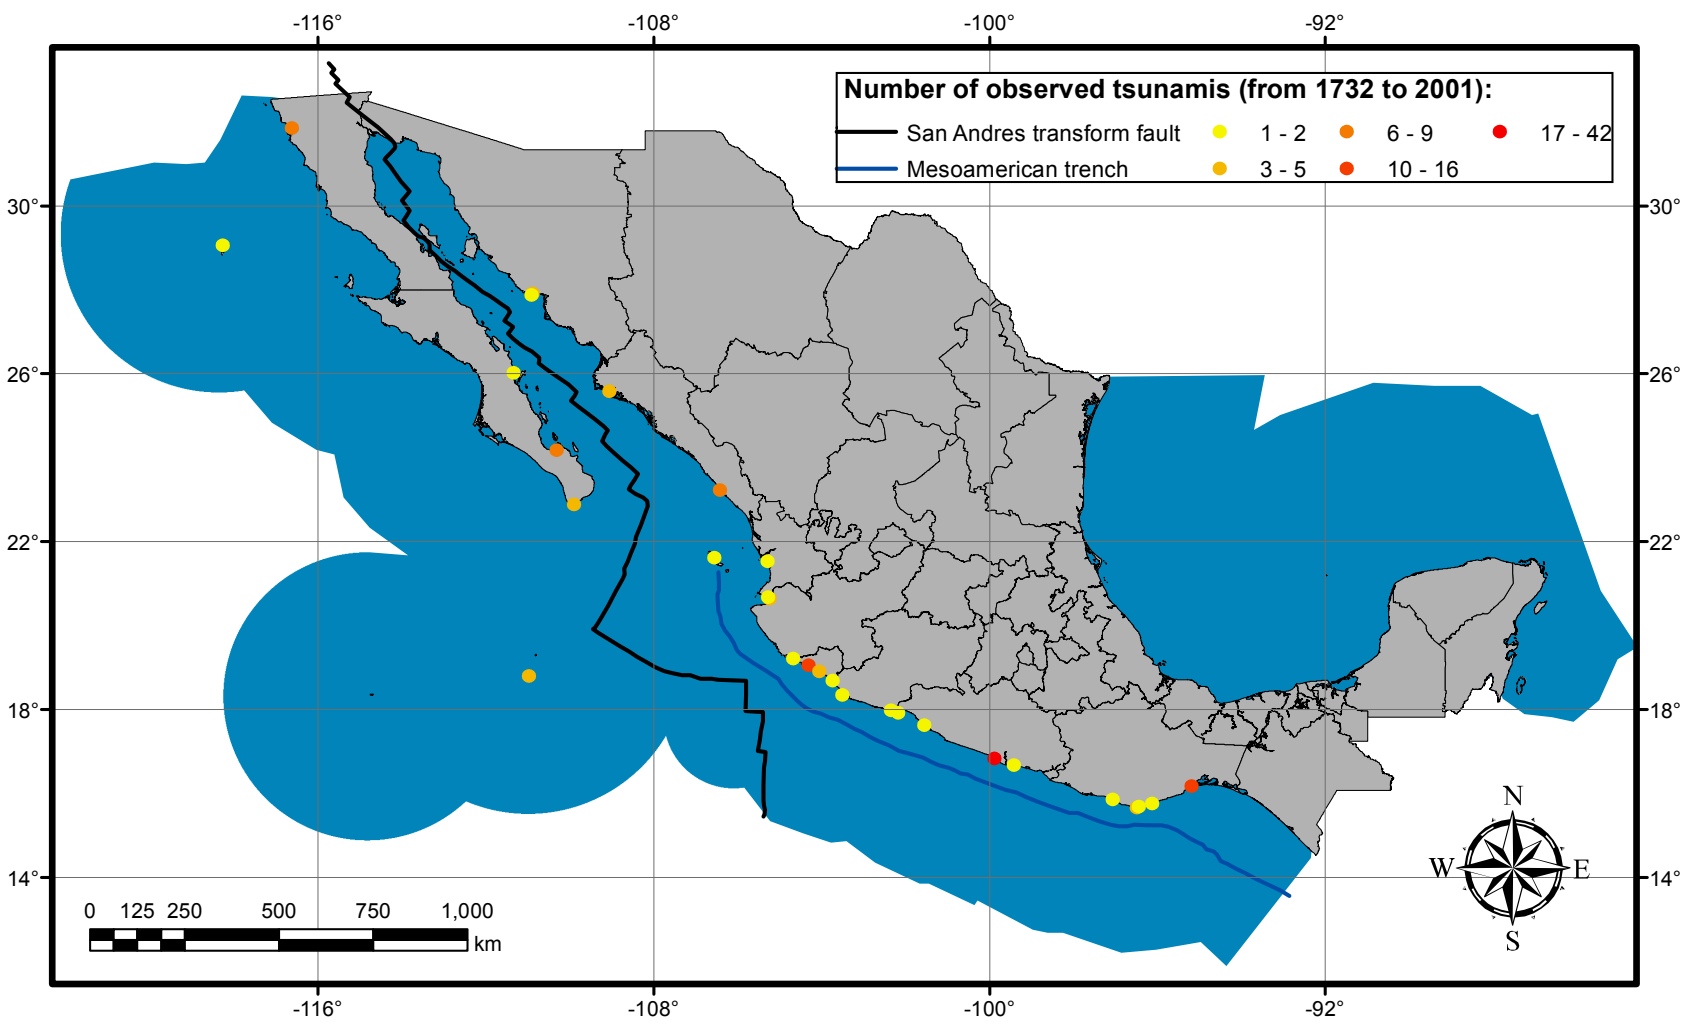 -116° -108° -100° -92°
Number of observed tsunamis (from 1732 to 2001):
San Andres transform fault 1 - 2 6 - 9 17 - 42
Mesoamerican trench 3 - 5 10 - 16
30° 30°
26° 26°
22° 22°
18° 18°
14° 14°
N
W E
S
0 125 250 500 750 1,000
km
-116° -108° -100° -92°